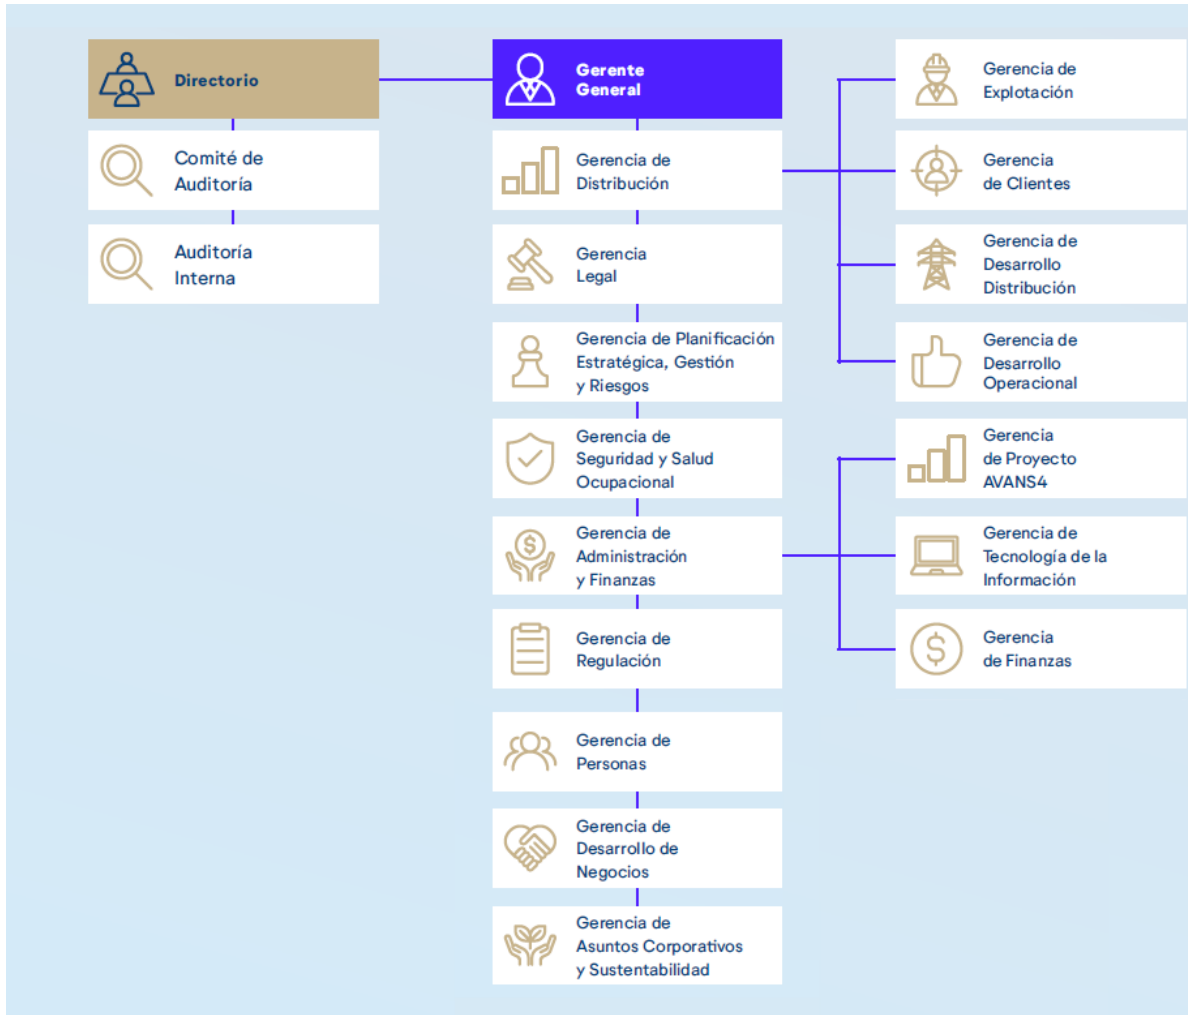 Directorio
Comité de
Auditoría
Auditoría
Interna
Gerente
General
Gerencia de
Distribución
Gerencia
Legal
Gerencia de Planificación
Estratégica, Gestión
y Riesgos
Gerencia de
Seguridad y Salud
Ocupacional
Gerencia de
Administración
y Finanzas
Gerencia de
Regulación
Gerencia de
Personas
Gerencia de
Desarrollo de
Negocios
Gerencia de
Asuntos Corporativos
y Sustentabilidad
Gerencia de
Explotación
Gerencia
de Clientes
Gerencia de
Desarrollo
Distribución
Gerencia de
Desarrollo
Operacional
Gerencia
de Proyecto
AVANS4
Gerencia de
Tecnología de la
Información
Gerencia
de Finanzas